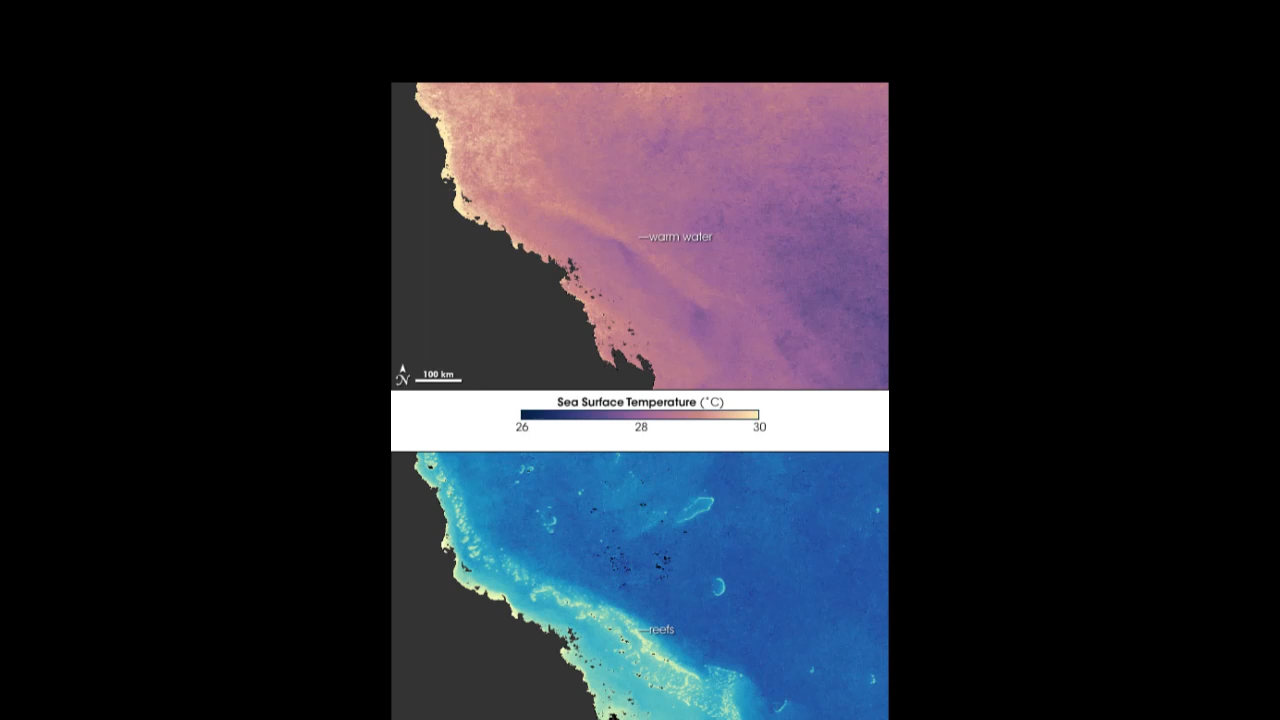 —warm water
N
100 km
Sea Surface Temperature (°C)
26 28 30
—reefs